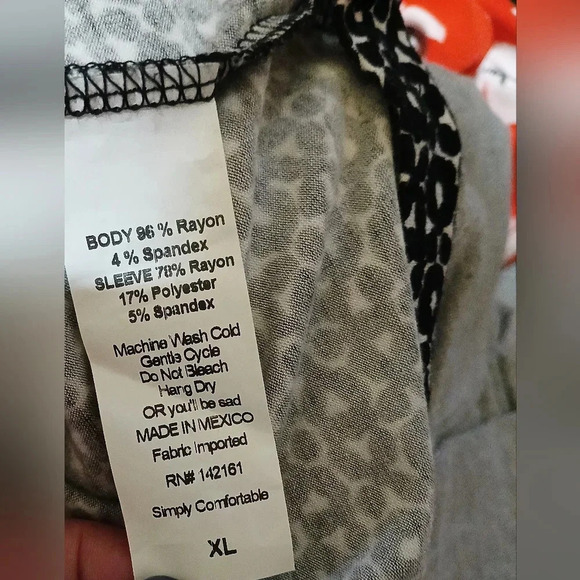 BODY 96 % Rayon
4 % Spandex
SLEEVE 78% Rayon
17% Polyester
5% Spandex
Machine Wash Cold
Gentle Cycle
Do Not Bleach
Hang Dry
OR you'll be sad
MADE IN MEXICO
Fabric Imported
RN# 142161
Simply Comfortable
XL